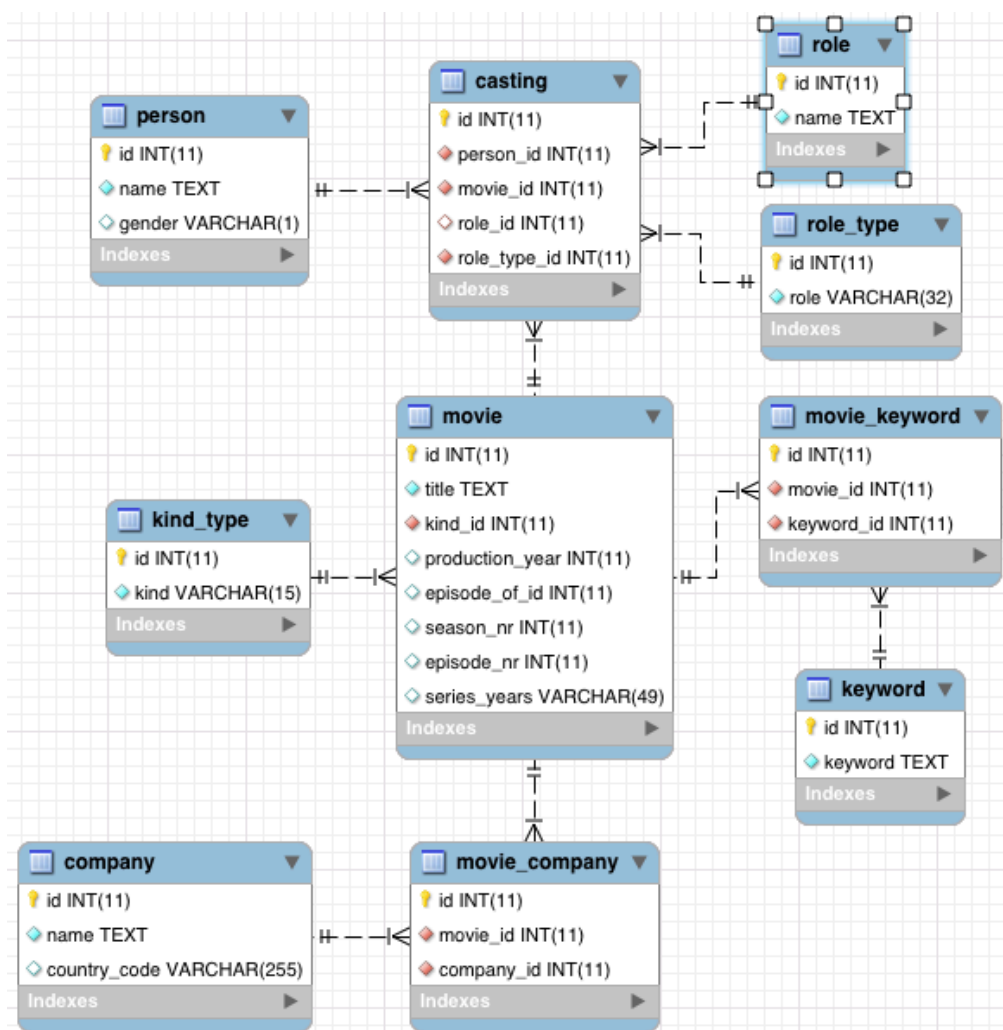 role
id INT(11)
name TEXT
Indexes
casting
id INT(11)
person_id INT(11)
movie_id INT(11)
role_id INT(11)
role_type_id INT(11)
Indexes
person
id INT(11)
name TEXT
gender VARCHAR(1)
Indexes
role_type
id INT(11)
role VARCHAR(32)
Indexes
movie
id INT(11)
title TEXT
kind_id INT(11)
production_year INT(11)
episode_of_id INT(11)
season_nr INT(11)
episode_nr INT(11)
series_years VARCHAR(49)
Indexes
movie_keyword
id INT(11)
movie_id INT(11)
keyword_id INT(11)
Indexes
kind_type
id INT(11)
kind VARCHAR(15)
Indexes
keyword
id INT(11)
keyword TEXT
Indexes
company
id INT(11)
name TEXT
country_code VARCHAR(255)
Indexes
movie_company
id INT(11)
movie_id INT(11)
company_id INT(11)
Indexes